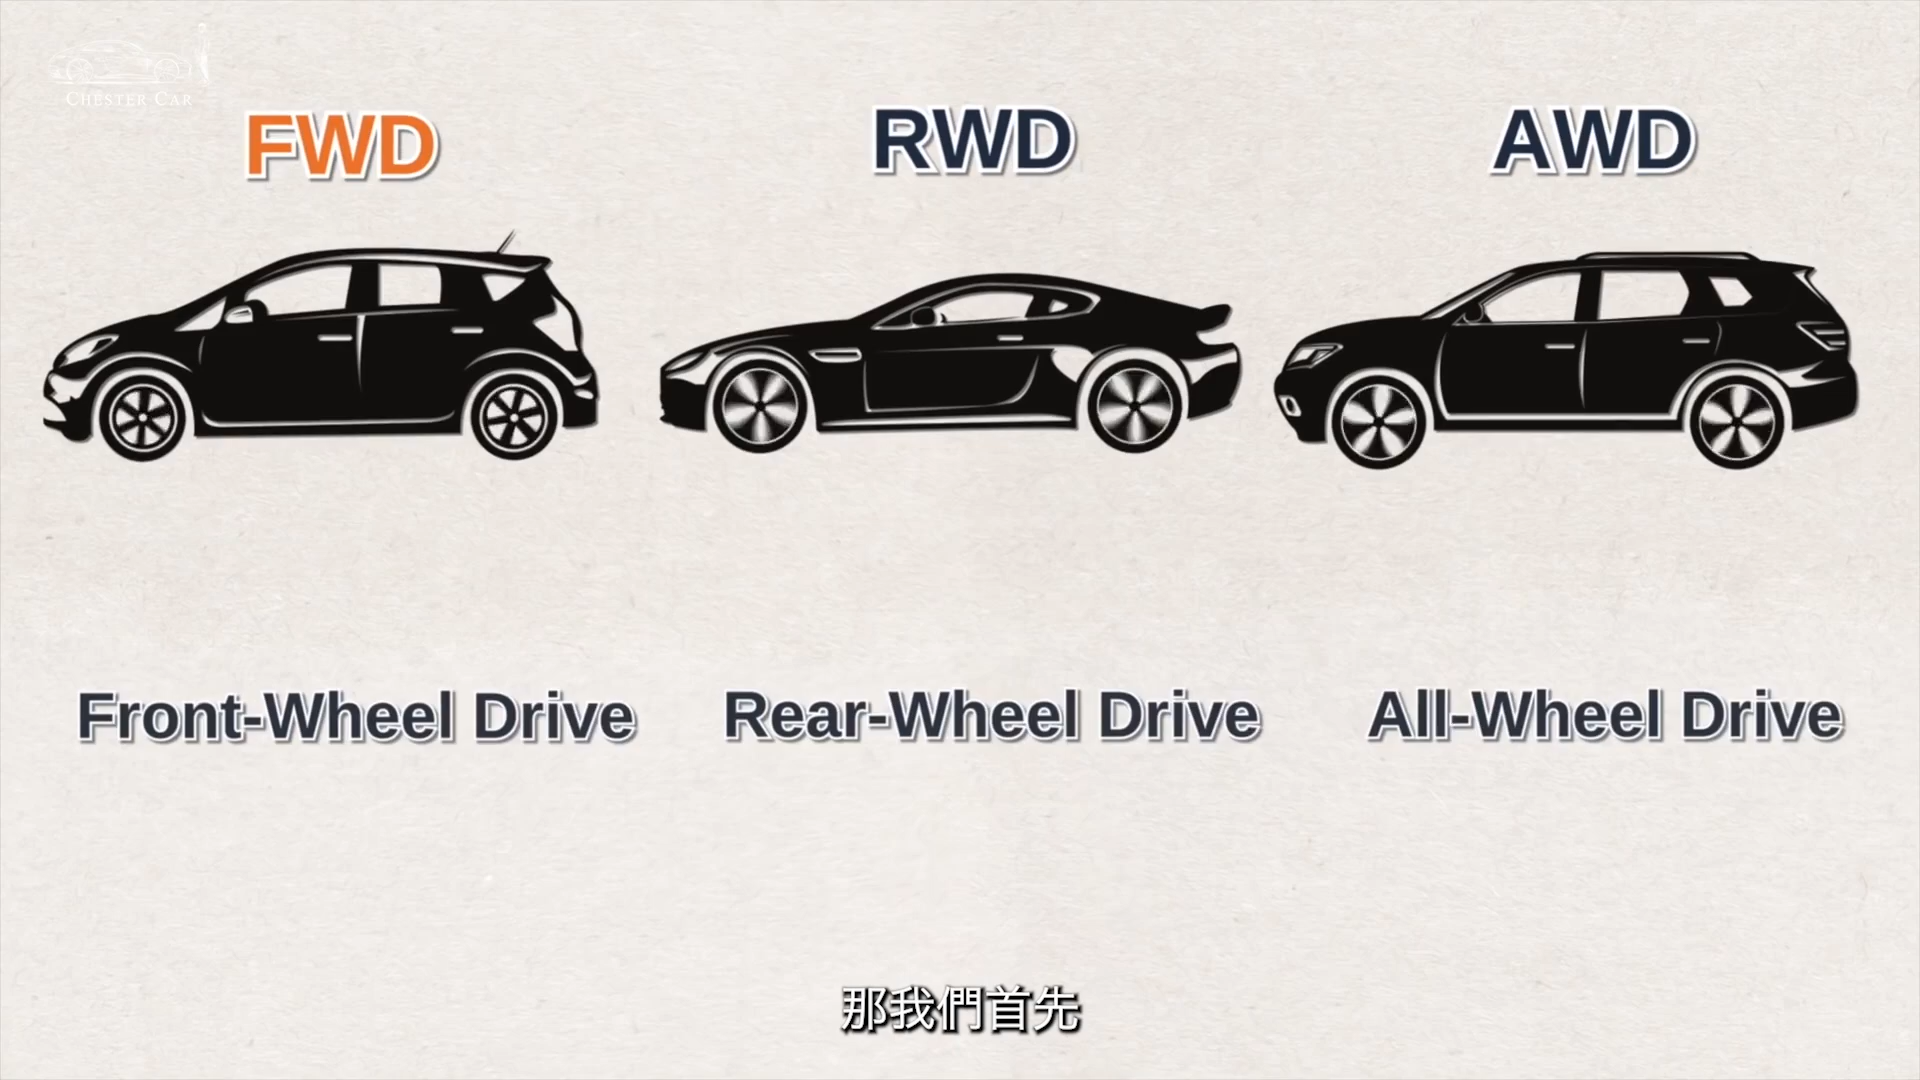 CHESTER CAR
FWD
RWD
AWD
Front-Wheel Drive
Rear-Wheel Drive
All-Wheel Drive
那我們首先